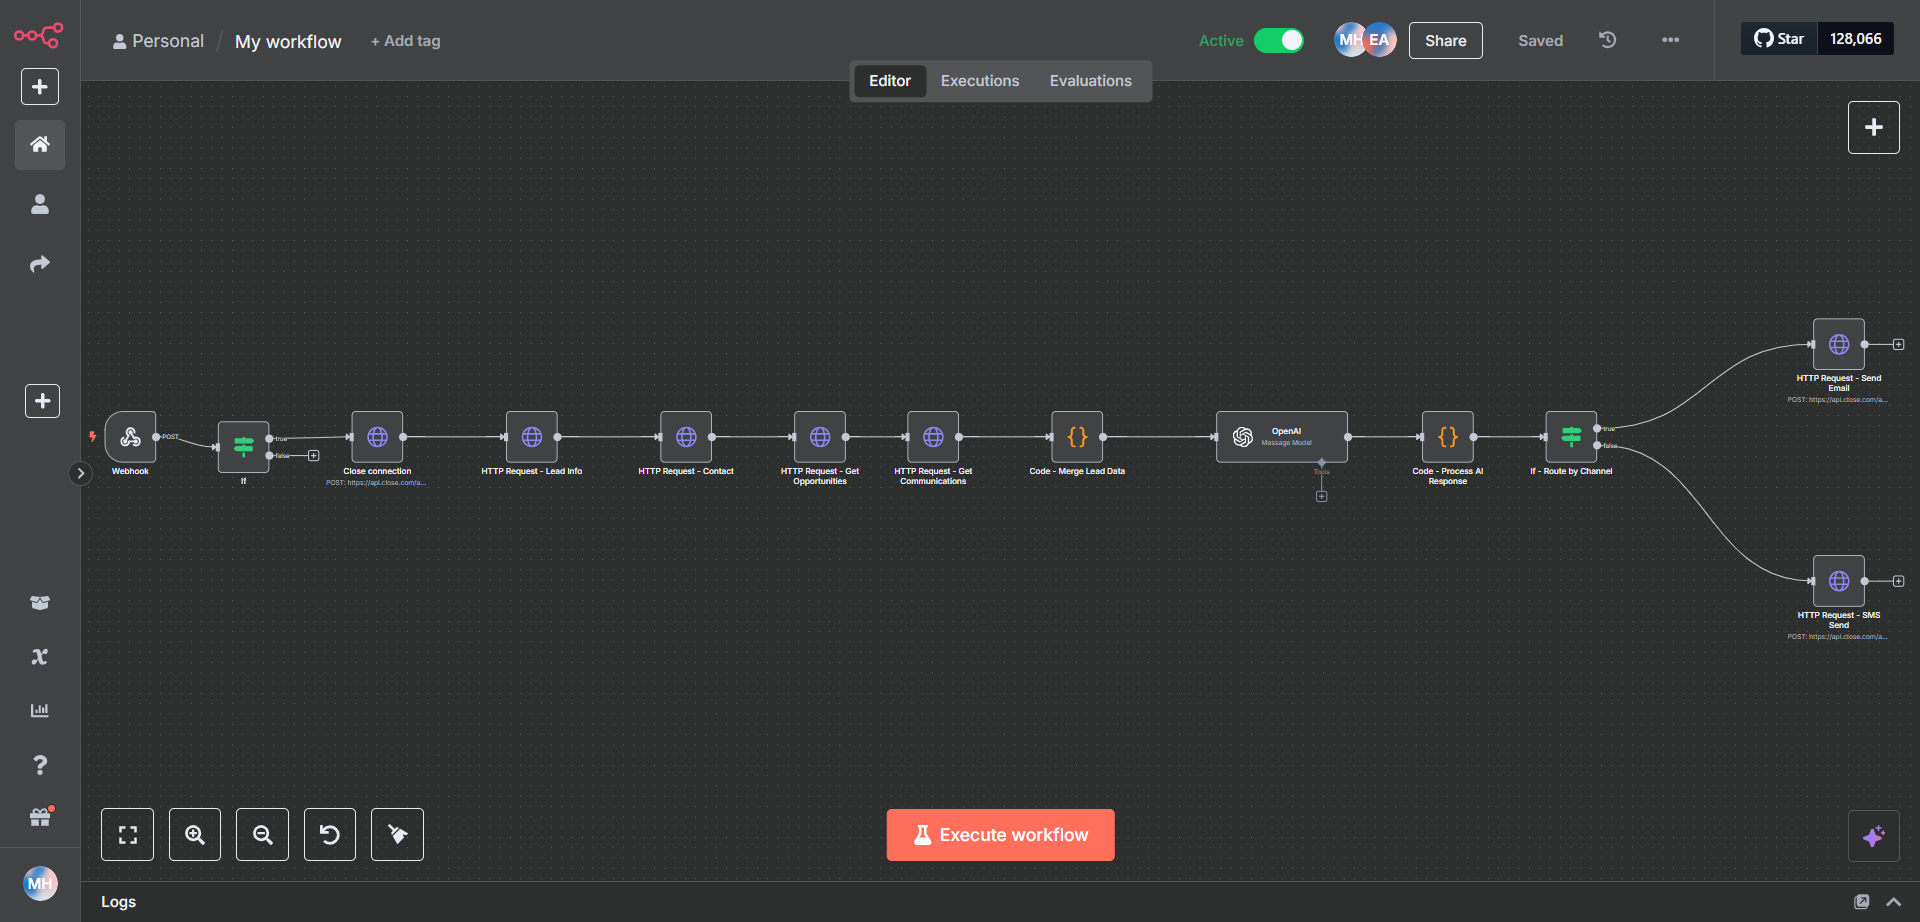 Personal / My workflow + Add tag
Active
MH EA
Share
Saved
Star 128,066
Editor Executions Evaluations
HTTP Request - Send
Email
POST: https://api.close.com/a...
Webhook
POST
If
true
false
Close connection
POST: https://api.close.com/a...
HTTP Request - Lead Info
HTTP Request - Contact
HTTP Request - Get
Opportunities
HTTP Request - Get
Communications
Code - Merge Lead Data
OpenAI
Message Model
Tools
Code - Process AI
Response
If - Route by Channel
true
false
HTTP Request - SMS
Send
POST: https://api.close.com/a...
Execute workflow
MH
Logs